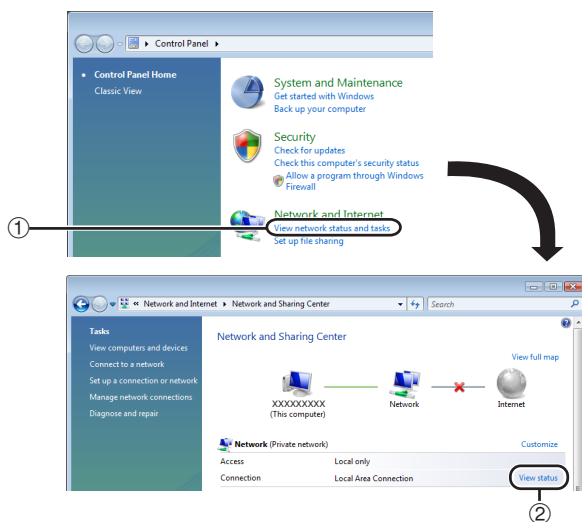 Control Panel
Control Panel Home
Classic View
System and Maintenance
Get started with Windows
Back up your computer
Security
Check for updates
Check this computer's security status
Allow a program through Windows
Firewall
Network and Internet
View network status and tasks
Set up file sharing
①
« Network and Internet Network and Sharing Center Search
Tasks
View computers and devices
Connect to a network
Set up a connection or network
Manage network connections
Diagnose and repair
Network and Sharing Center
View full map
XXXXXXXXX
(This computer)
Network
Internet
Network (Private network) Customize
Access Local only
Connection Local Area Connection View status
②